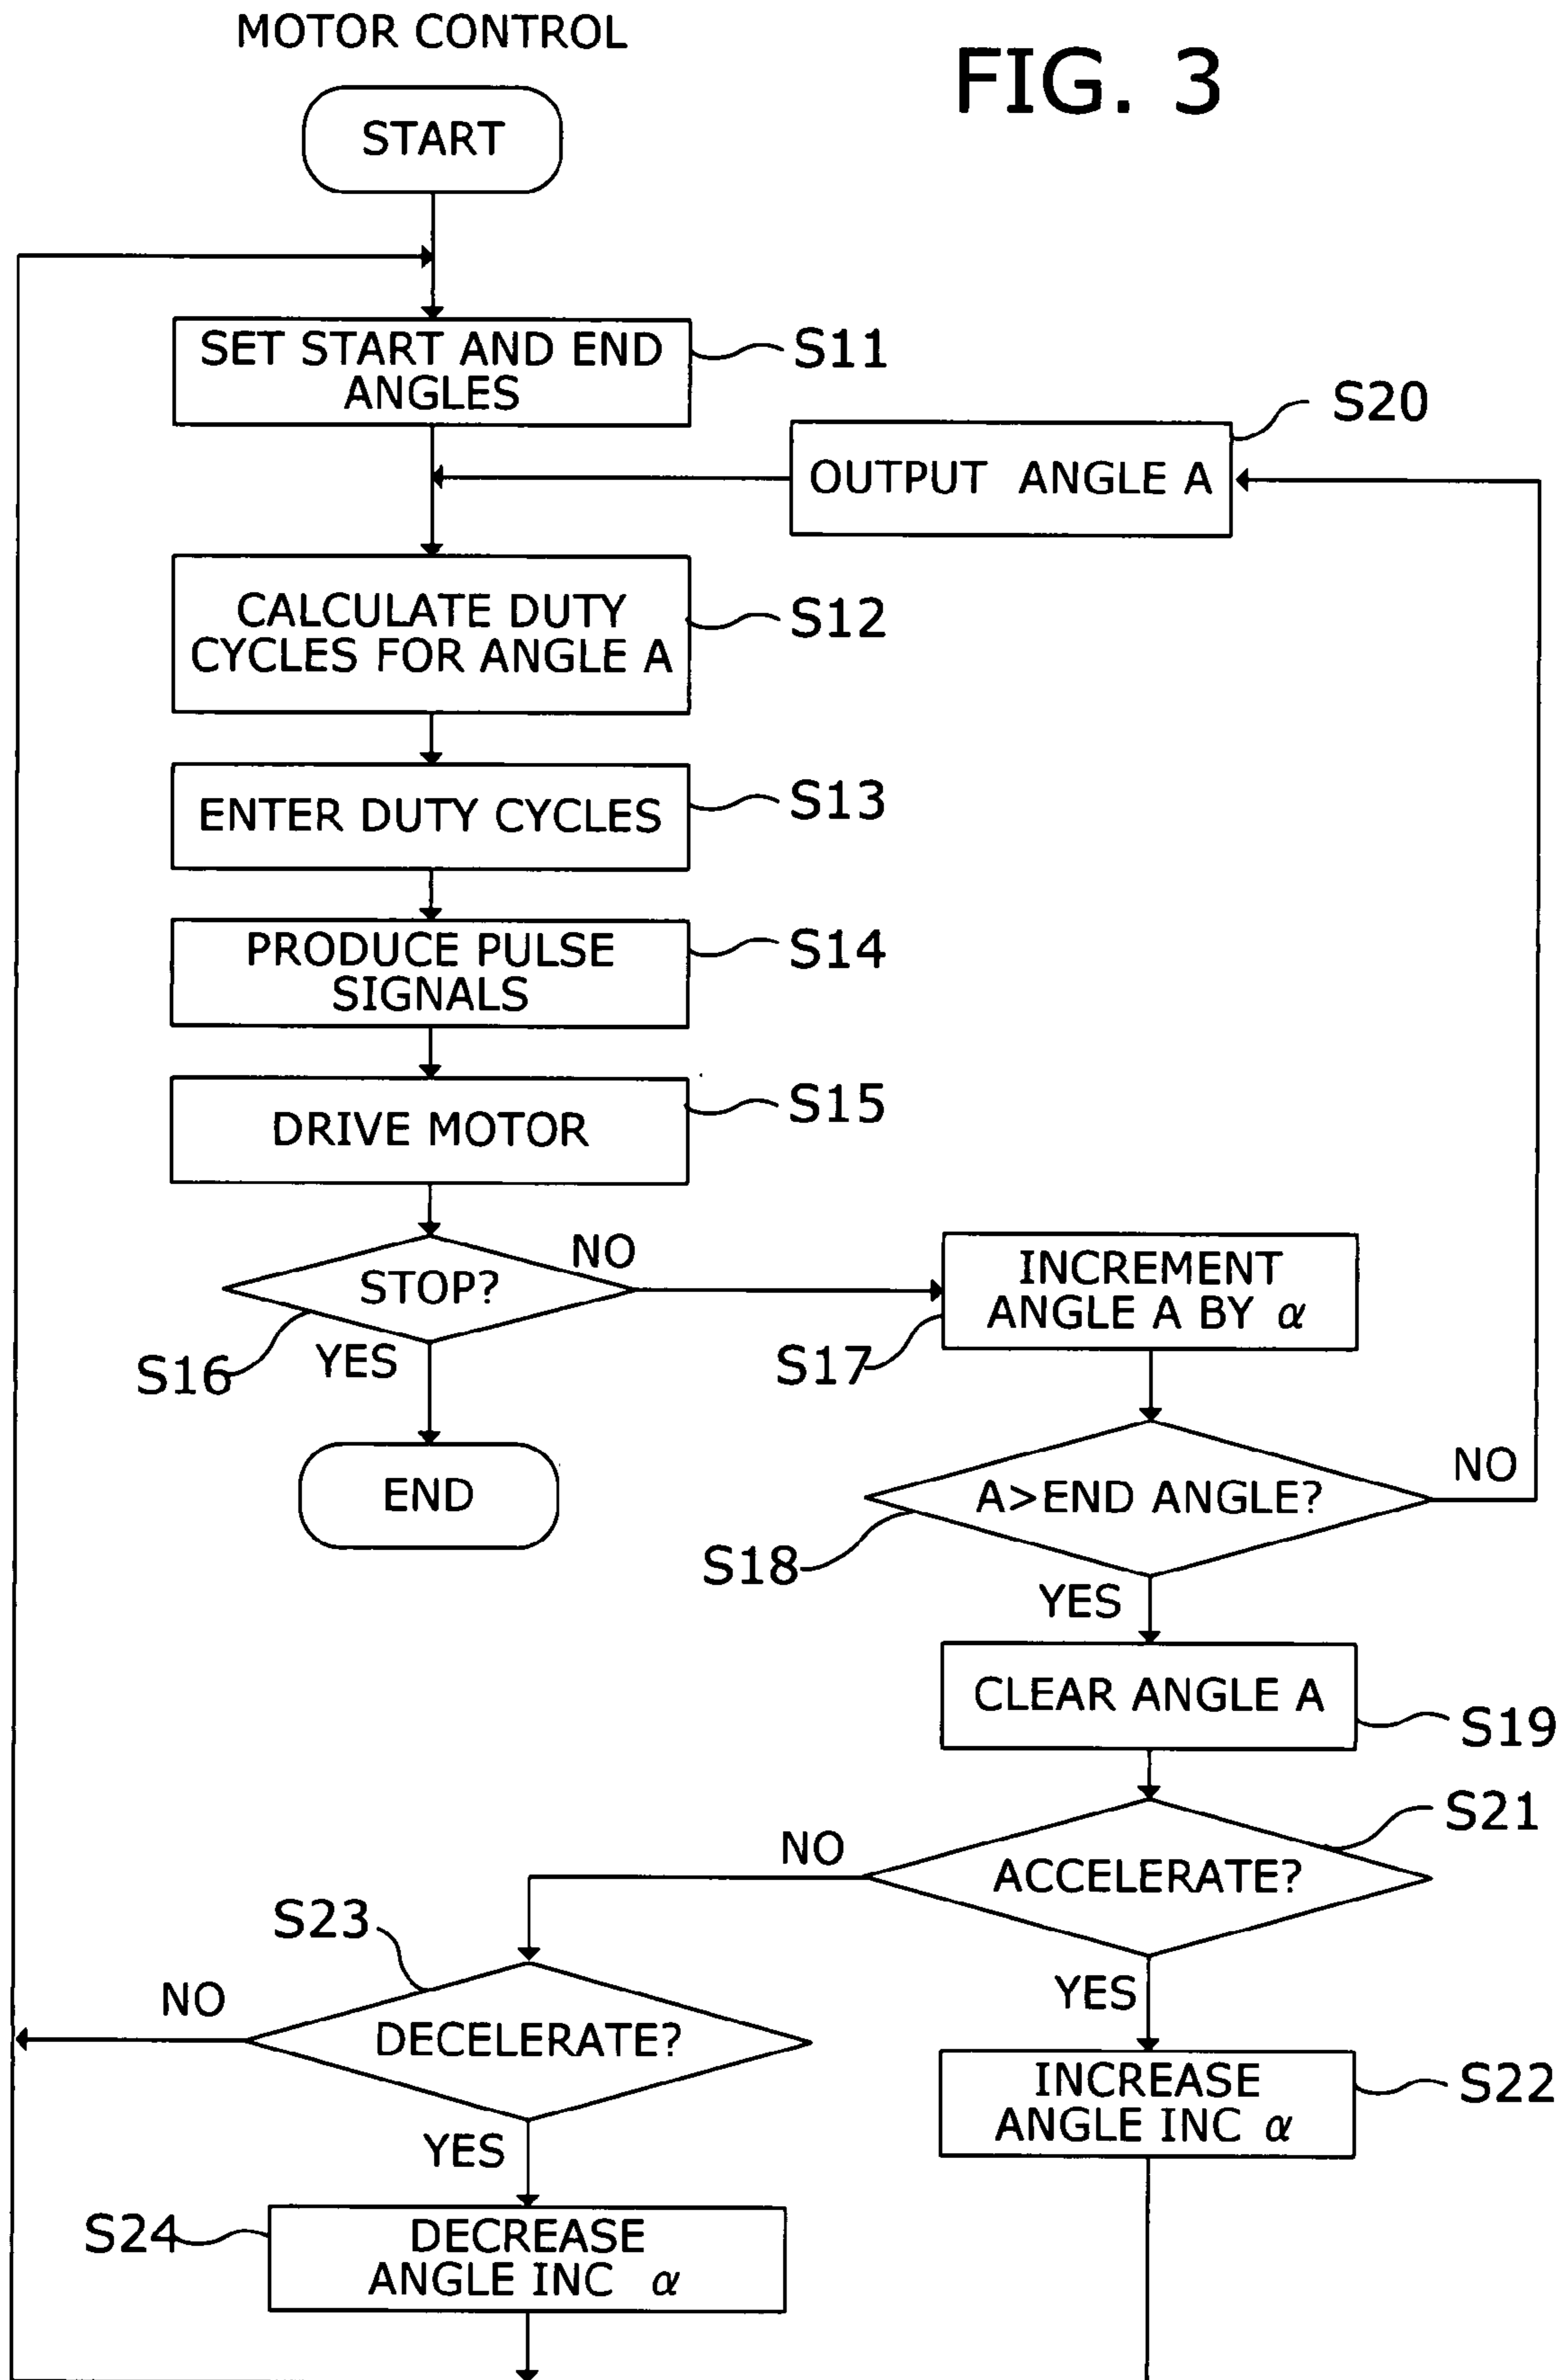 MOTOR CONTROL
FIG. 3
START
SET START AND END
ANGLES
S11
S20
OUTPUT ANGLE A
CALCULATE DUTY
CYCLES FOR ANGLE A
S12
ENTER DUTY CYCLES
S13
PRODUCE PULSE
SIGNALS
S14
DRIVE MOTOR
S15
STOP?
NO
S16
YES
INCREMENT
ANGLE A BY α
S17
END
A>END ANGLE?
NO
S18
YES
CLEAR ANGLE A
S19
S21
NO
ACCELERATE?
S23
YES
NO
DECELERATE?
INCREASE
ANGLE INC α
S22
YES
S24
DECREASE
ANGLE INC α